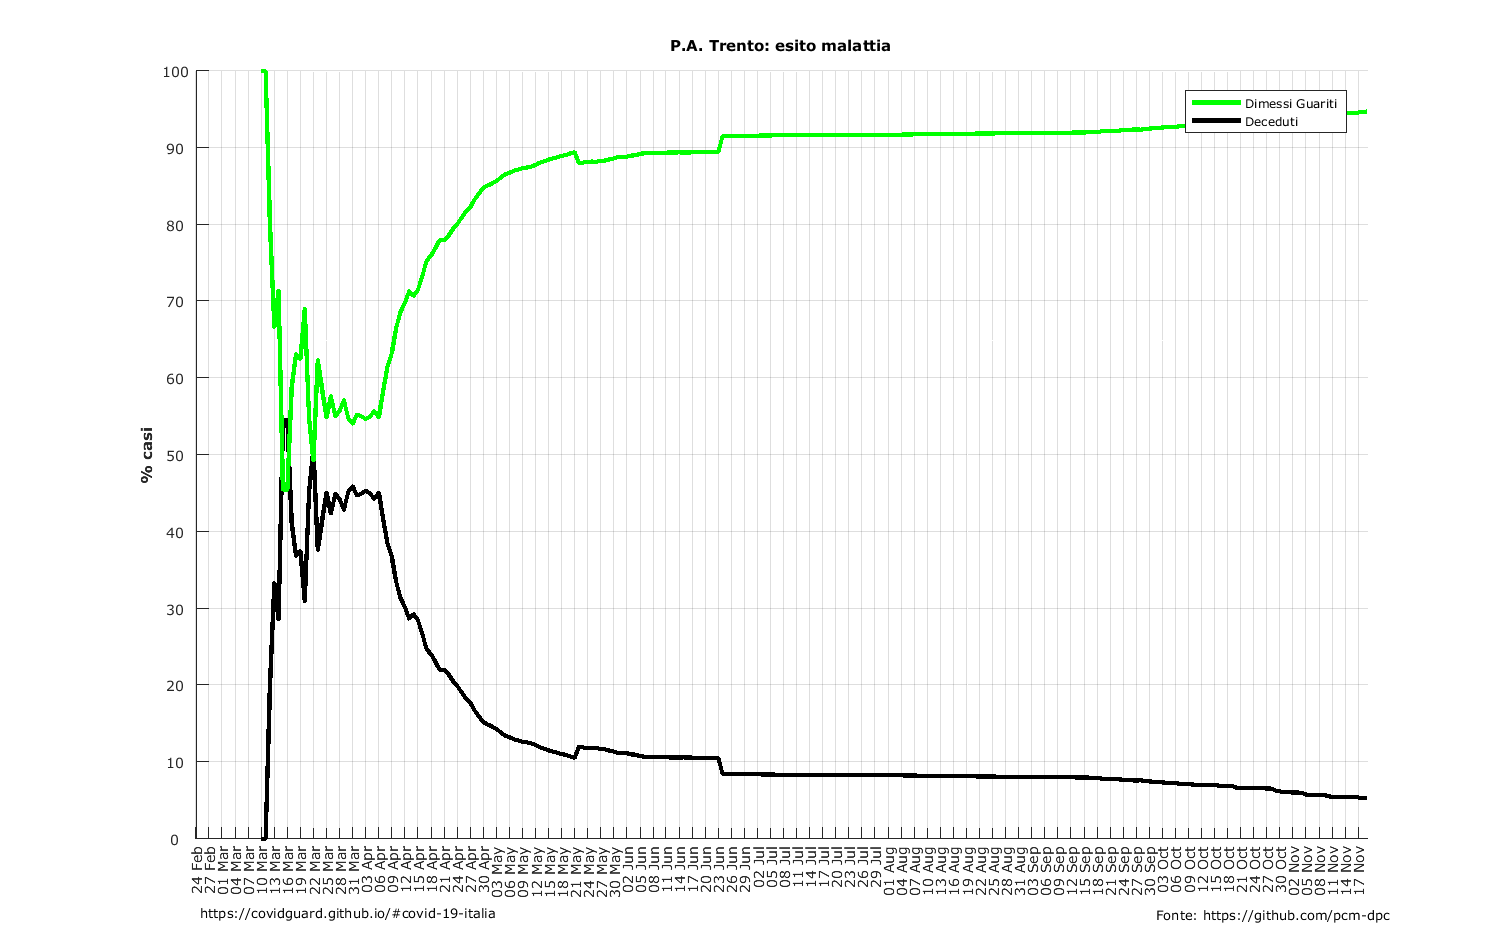 P.A. Trento: esito malattia
100
90
80
70
60
50
40
30
20
10
0
% casi
Dimessi Guariti
Deceduti
24 Feb
27 Feb
01 Mar
04 Mar
07 Mar
10 Mar
13 Mar
16 Mar
19 Mar
22 Mar
25 Mar
28 Mar
31 Mar
03 Apr
06 Apr
09 Apr
12 Apr
15 Apr
18 Apr
21 Apr
24 Apr
27 Apr
30 Apr
03 May
06 May
09 May
12 May
15 May
18 May
21 May
24 May
27 May
30 May
02 Jun
05 Jun
08 Jun
11 Jun
14 Jun
17 Jun
20 Jun
23 Jun
26 Jun
29 Jun
02 Jul
05 Jul
08 Jul
11 Jul
14 Jul
17 Jul
20 Jul
23 Jul
26 Jul
29 Jul
01 Aug
04 Aug
07 Aug
10 Aug
13 Aug
16 Aug
19 Aug
22 Aug
25 Aug
28 Aug
31 Aug
03 Sep
06 Sep
09 Sep
12 Sep
15 Sep
18 Sep
21 Sep
24 Sep
27 Sep
30 Sep
03 Oct
06 Oct
09 Oct
12 Oct
15 Oct
18 Oct
21 Oct
24 Oct
27 Oct
30 Oct
02 Nov
05 Nov
08 Nov
11 Nov
14 Nov
17 Nov
https://covidguard.github.io/#covid-19-italia
Fonte: https://github.com/pcm-dpc